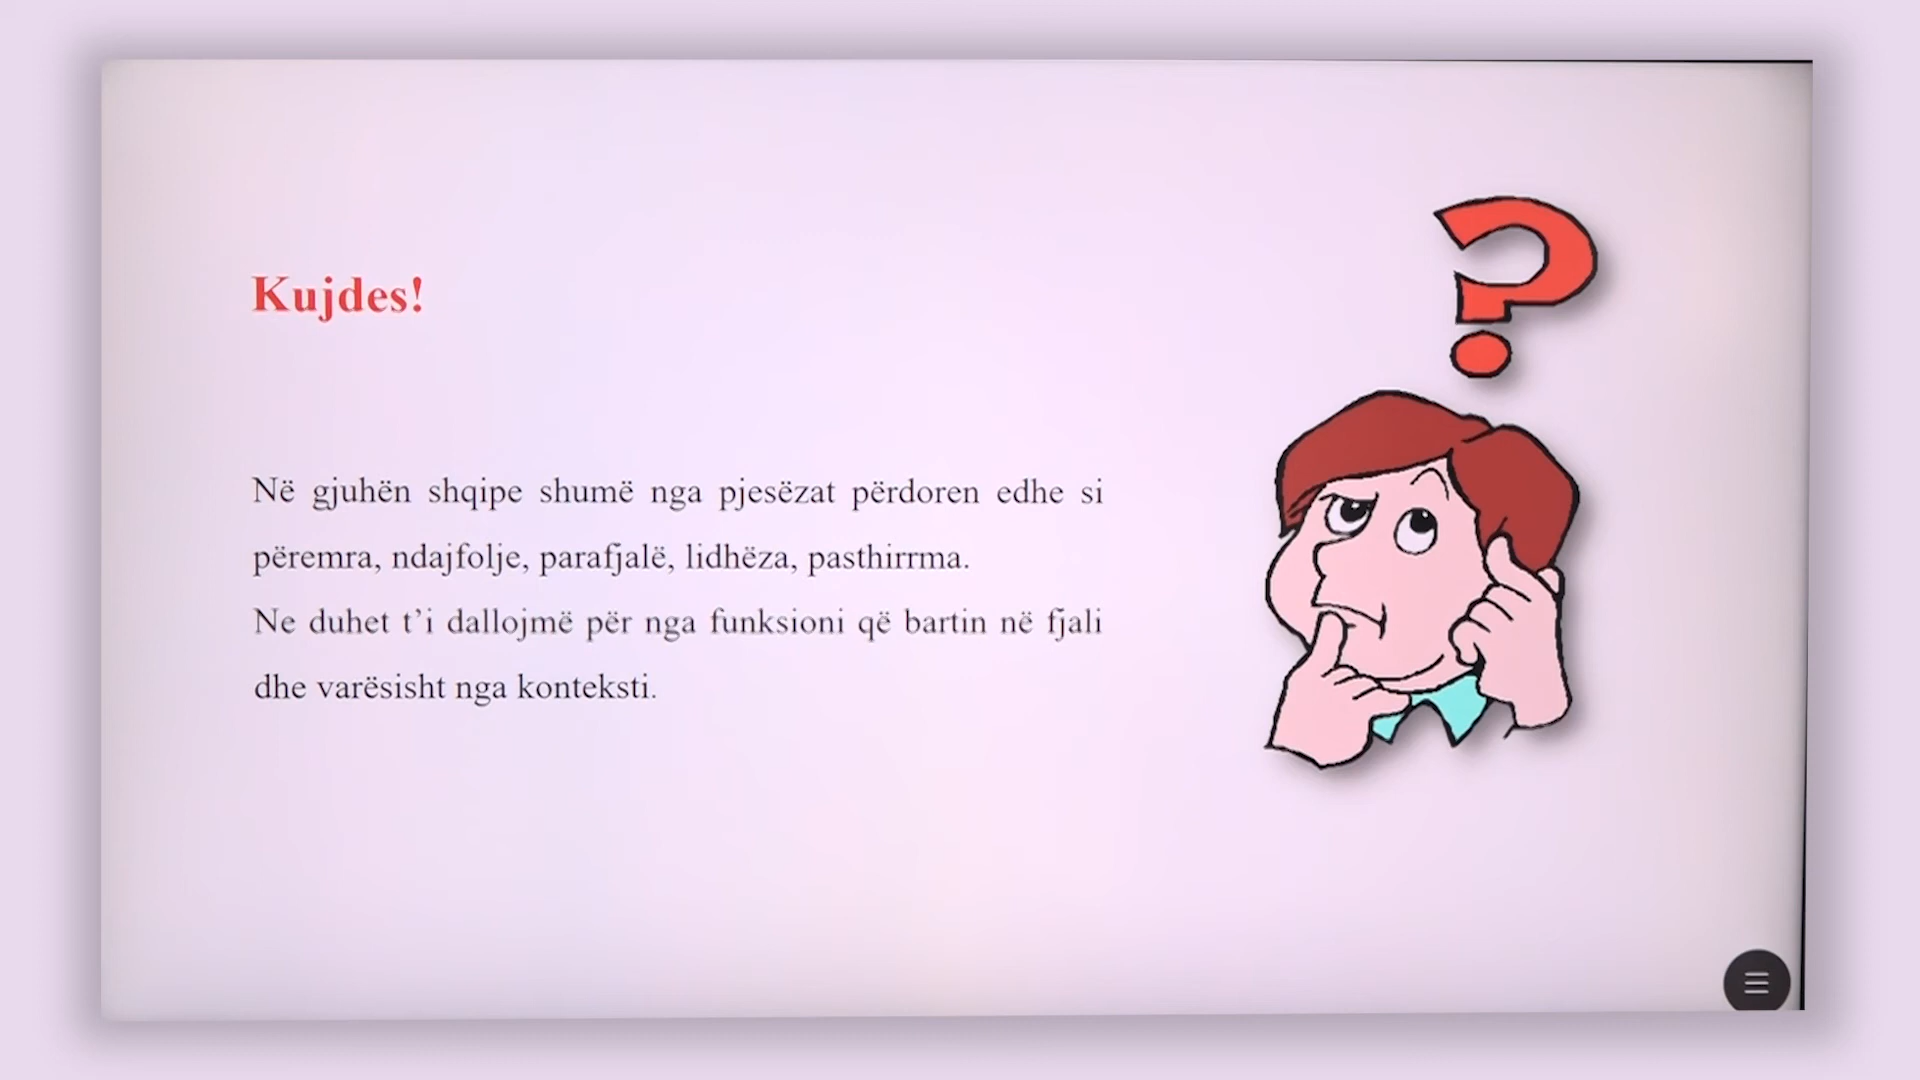 Kujdes!
Në gjuhën shqipe shumë nga pjesëzat përdoren edhe si
përemra, ndajfolje, parafjalë, lidhëza, pasthirrma.
Ne duhet t’i dallojmë për nga funksioni që bartin në fjali
dhe varësisht nga konteksti.